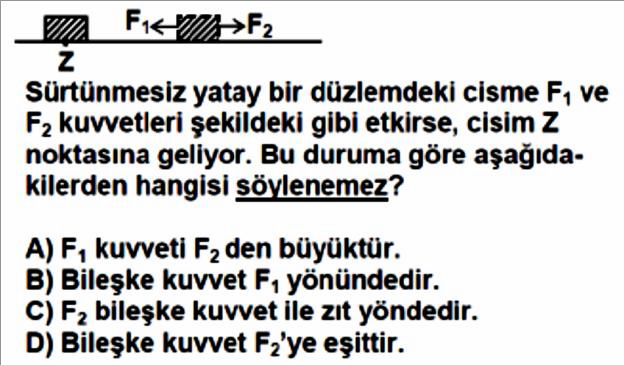 F₁ F₂
Z
Sürtünmesiz yatay bir düzlemdeki cisme F₁ ve
F₂ kuvvetleri şekildeki gibi etkirse, cisim Z
noktasına geliyor. Bu duruma göre aşağıda-
kilerden hangisi söylenemez?
A) F₁ kuvveti F₂ den büyüktür.
B) Bileşke kuvvet F₁ yönündedir.
C) F₂ bileşke kuvvet ile zıt yöndedir.
D) Bileşke kuvvet F₂'ye eşittir.